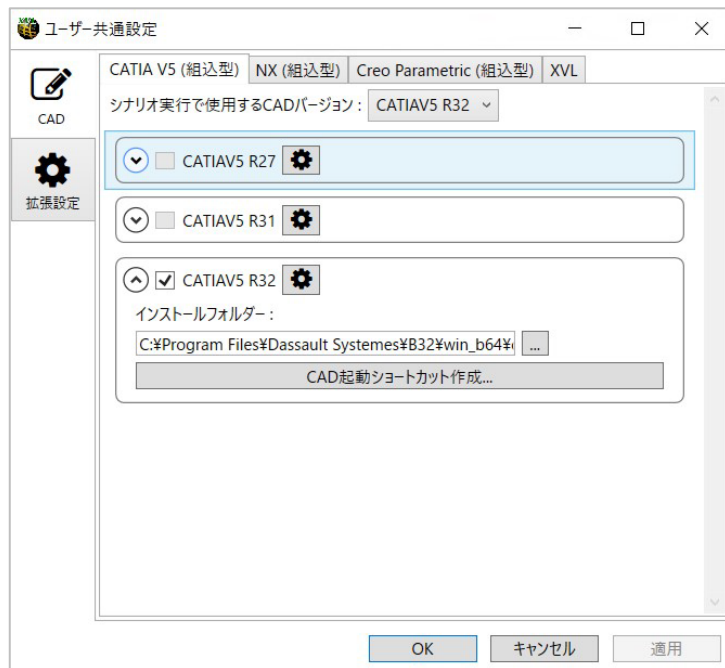 ユーザー共通設定
CATIA V5 (組込型) NX (組込型) Creo Parametric (組込型) XVL
CAD
シナリオ実行で使用するCADバージョン : CATIAV5 R32
拡張設定
CATIAV5 R27
CATIAV5 R31
CATIAV5 R32
インストールフォルダー :
C:¥Program Files¥Dassault Systemes¥B32¥win_b64¥ ...
CAD起動ショートカット作成...
OK キャンセル 適用